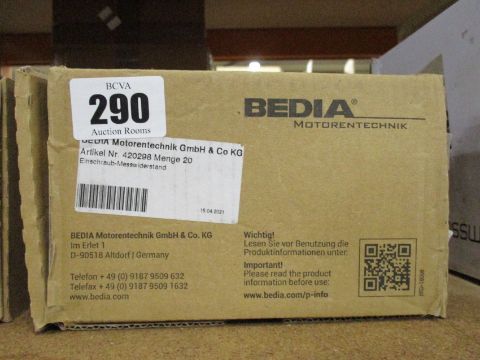 BCVA
290
Auction Rooms
BEDIA®
MOTORENTECHNIK
BEDIA Motorentechnik GmbH & Co KG
Artikel Nr. 420298 Menge 20
Einschraub-Messwiderstand
15.04.2021
BEDIA Motorentechnik GmbH & Co. KG
Im Erlet 1
D-90518 Altdorf | Germany
Telefon + 49 (0) 9187 9509 632
Telefax + 49 (0) 9187 9509 1632
www.bedia.com
Wichtig!
Lesen Sie vor Benutzung die
Produktinformationen unter:
Important!
Please read the product
information before use:
www.bedia.com/p-info